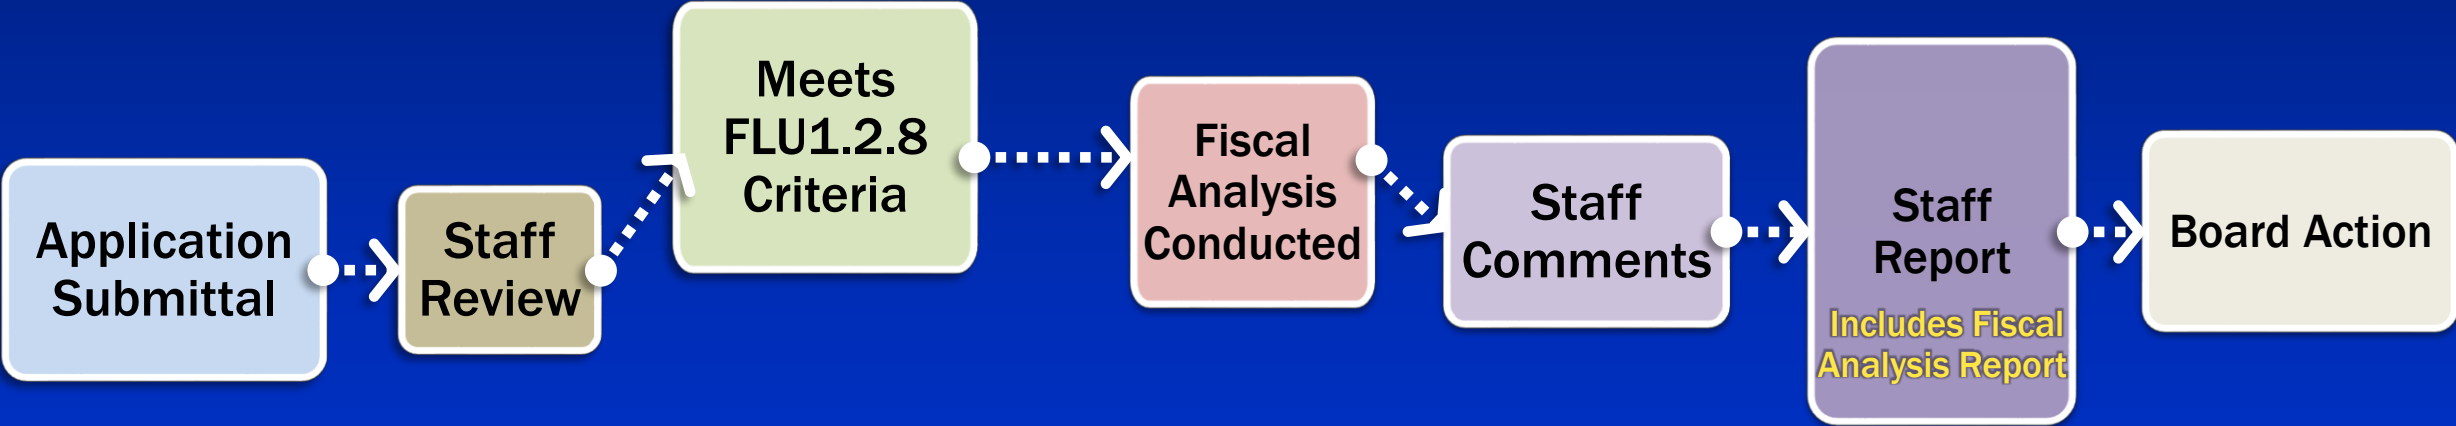 Application
Submittal
Staff
Review
Meets
FLU1.2.8
Criteria
Fiscal
Analysis
Conducted
Staff
Comments
Staff
Report
Includes Fiscal
Analysis Report
Board Action